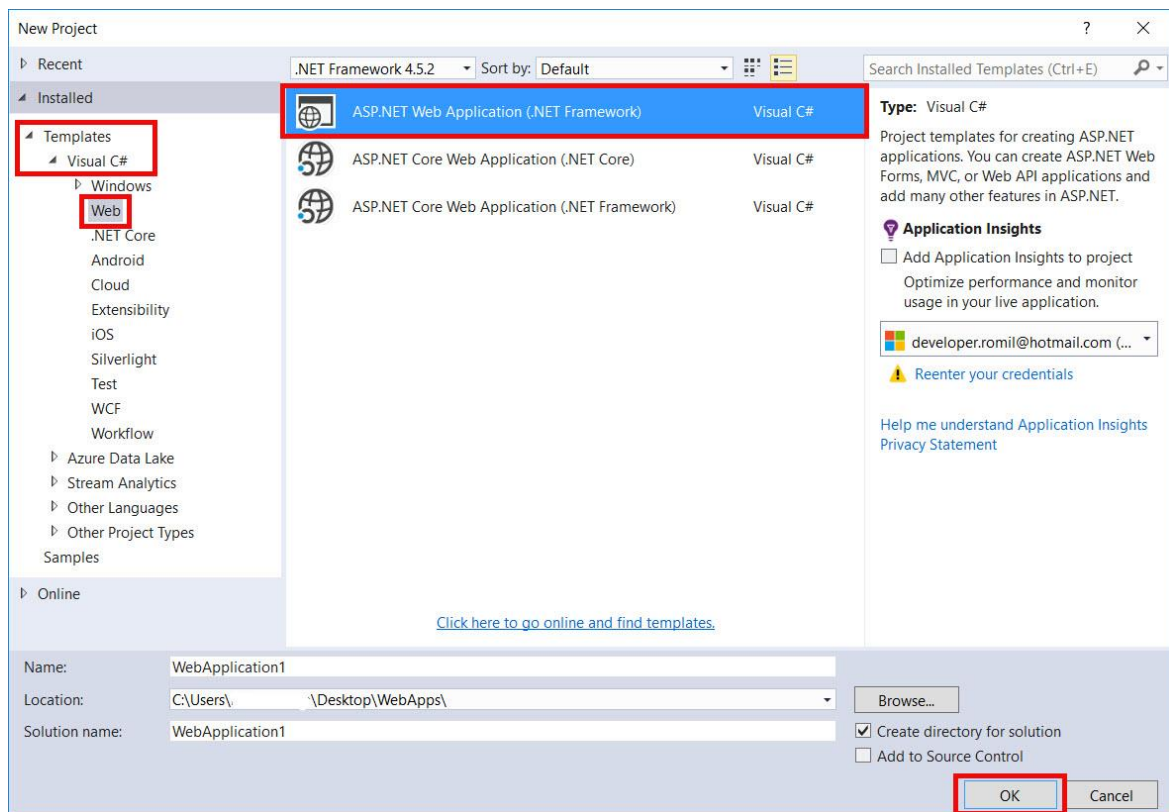 New Project
?
Recent
.NET Framework 4.5.2
Sort by: Default
Search Installed Templates (Ctrl+E)
Installed
Templates
Visual C#
Windows
Web
.NET Core
Android
Cloud
Extensibility
iOS
Silverlight
Test
WCF
Workflow
Azure Data Lake
Stream Analytics
Other Languages
Other Project Types
Samples
Online
ASP.NET Web Application (.NET Framework) Visual C#
ASP.NET Core Web Application (.NET Core) Visual C#
ASP.NET Core Web Application (.NET Framework) Visual C#
Click here to go online and find templates.
Type: Visual C#
Project templates for creating ASP.NET
applications. You can create ASP.NET Web
Forms, MVC, or Web API applications and
add many other features in ASP.NET.
Application Insights
Add Application Insights to project
Optimize performance and monitor
usage in your live application.
developer.romil@hotmail.com (...
Reenter your credentials
Help me understand Application Insights
Privacy Statement
Name: WebApplication1
Location: C:\Users\ \Desktop\WebApps\
Browse...
Solution name: WebApplication1
Create directory for solution
Add to Source Control
OK
Cancel